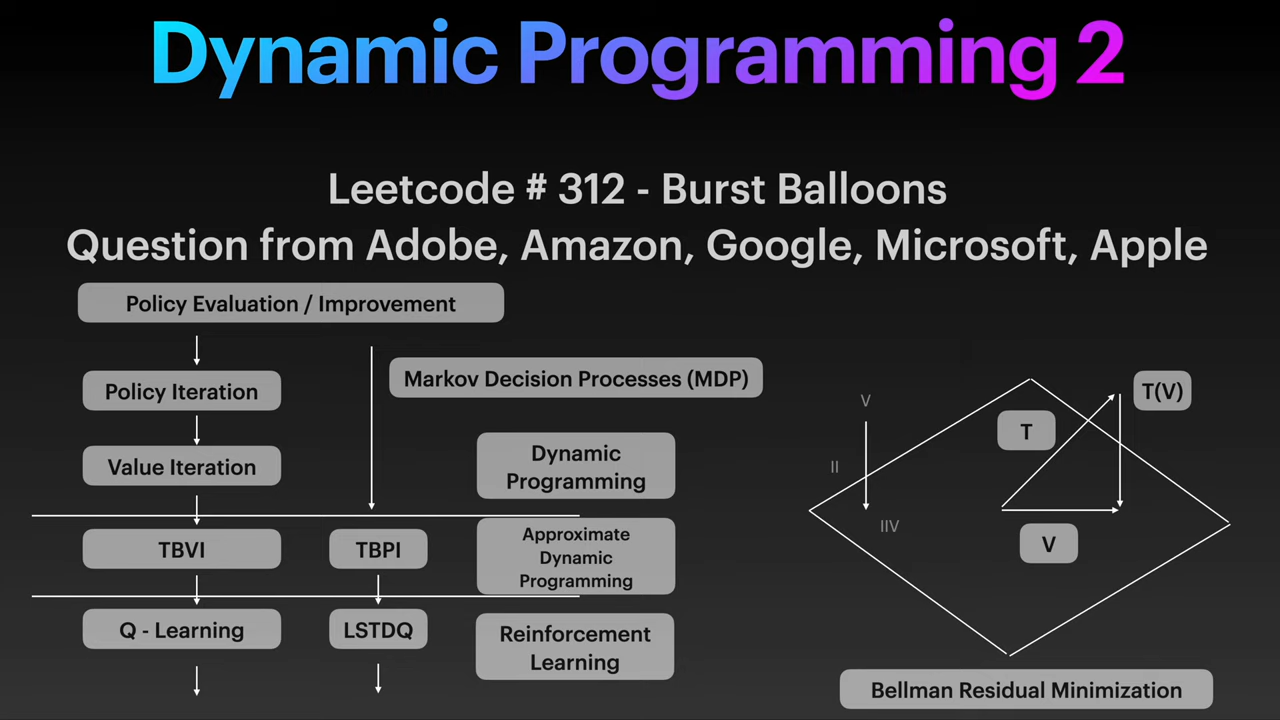 Dynamic Programming 2
Leetcode # 312 - Burst Balloons
Question from Adobe, Amazon, Google, Microsoft, Apple
Policy Evaluation / Improvement
Policy Iteration
Markov Decision Processes (MDP)
Value Iteration
Dynamic
Programming
TBVI
TBPI
Approximate
Dynamic
Programming
Q - Learning
LSTDQ
Reinforcement
Learning
V
II
IIV
T
T(V)
V
Bellman Residual Minimization